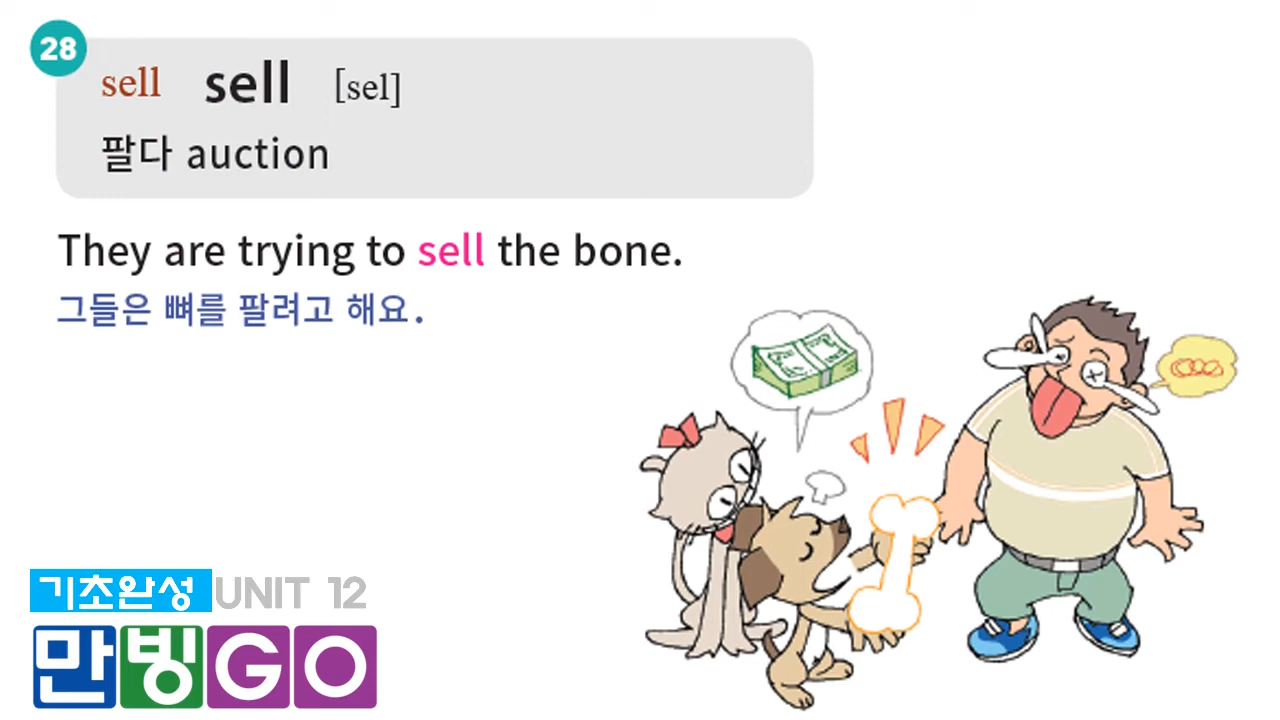 28
sell sell [sel]
팔다 auction
They are trying to sell the bone.
그들은 뼈를 팔려고 해요.
기초완성 UNIT 12
만빙GO